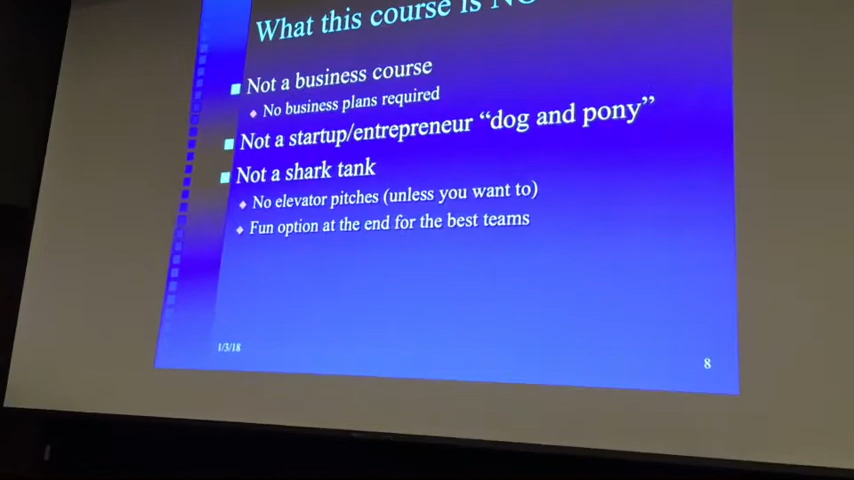 What this course is NO
Not a business course
No business plans required
Not a startup/entrepreneur “dog and pony”
Not a shark tank
No elevator pitches (unless you want to)
Fun option at the end for the best teams
1/3/18
8